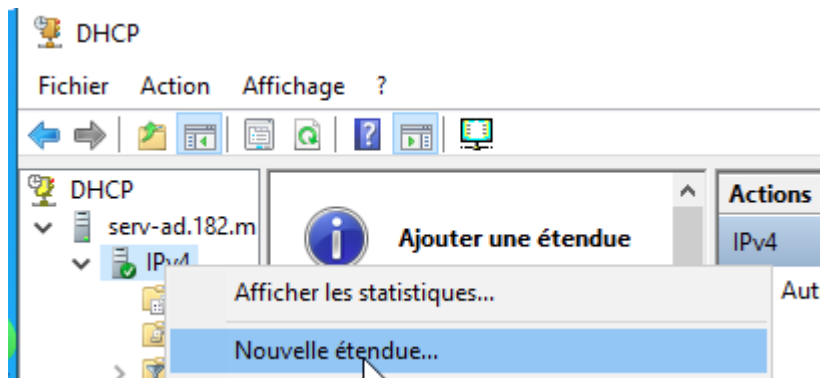 DHCP
Fichier Action Affichage ?
DHCP
serv-ad.182.m
IPv4
Ajouter une étendue
Actions
IPv4
Aut
Afficher les statistiques...
Nouvelle étendue...